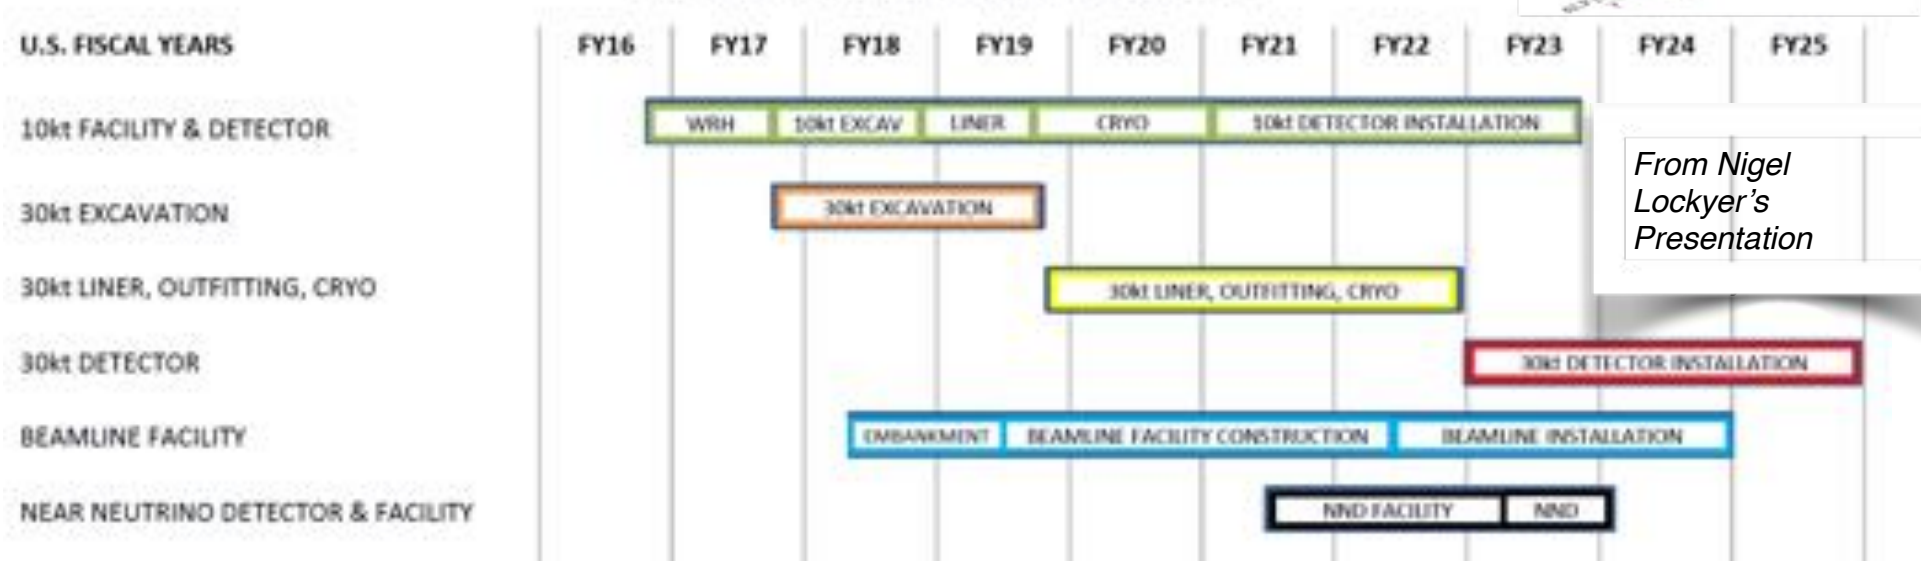 U.S. FISCAL YEARS FY16 FY17 FY18 FY19 FY20 FY21 FY22 FY23 FY24 FY25
10kt FACILITY & DETECTOR WRH 10kt EXCAV LINER CRYO 10kt DETECTOR INSTALLATION
From Nigel
Lockyer's
Presentation
30kt EXCAVATION 30kt EXCAVATION
30kt LINER, OUTFITTING, CRYO 30kt LINER, OUTFITTING, CRYO
30kt DETECTOR 30kt DETECTOR INSTALLATION
BEAMLINE FACILITY EMBANKMENT BEAMLINE FACILITY CONSTRUCTION BEAMLINE INSTALLATION
NEAR NEUTRINO DETECTOR & FACILITY NND FACILITY NND